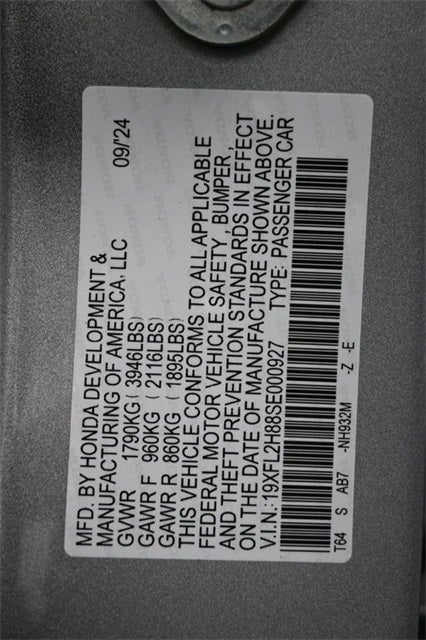 MFD. BY HONDA DEVELOPMENT &
MANUFACTURING OF AMERICA, LLC 09/'24
GVWR 1790KG ( 3946LBS)
GAWR F 960KG ( 2116LBS)
GAWR R 860KG ( 1895LBS)
THIS VEHICLE CONFORMS TO ALL APPLICABLE
FEDERAL MOTOR VEHICLE SAFETY, BUMPER,
AND THEFT PREVENTION STANDARDS IN EFFECT
ON THE DATE OF MANUFACTURE SHOWN ABOVE.
V.I.N.:19XFL2H88SE000927 TYPE: PASSENGER CAR
T64 S AB7 -NH932M -Z -E